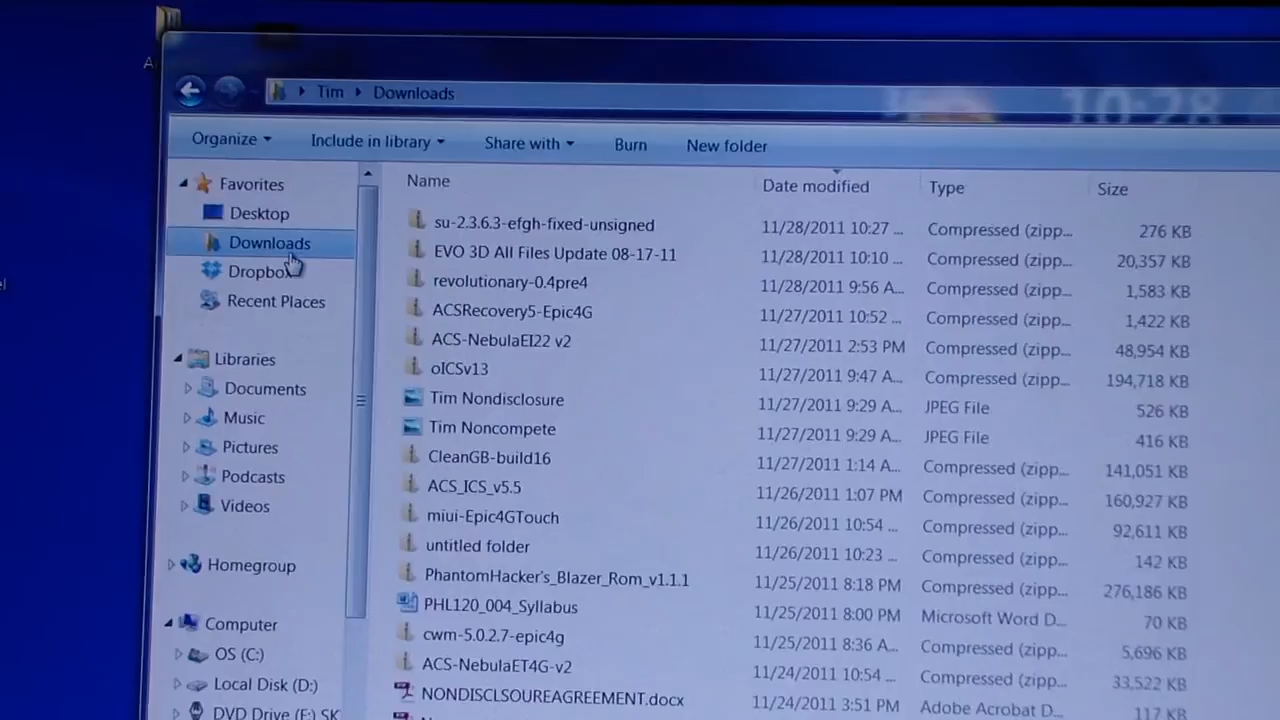 Tim Downloads
10:28
Organize Include in library Share with Burn New folder
Name Date modified Type Size
Favorites
Desktop
Downloads
Recent Places
Libraries
Documents
Music
Pictures
Podcasts
Videos
Homegroup
Computer
OS (C:)
Local Disk (D:)
DVD Drive (F:) SK
su-2.3.6.3-efgh-fixed-unsigned 11/28/2011 10:27 ... Compressed (zipp... 276 KB
EVO 3D All Files Update 08-17-11 11/28/2011 10:10 ... Compressed (zipp... 20,357 KB
revolutionary-0.4pre4 11/28/2011 9:56 A... Compressed (zipp... 1,583 KB
ACSRecovery5-Epic4G 11/27/2011 10:52 ... Compressed (zipp... 1,422 KB
ACS-NebulaEI22 v2 11/27/2011 2:53 PM Compressed (zipp... 48,954 KB
oICSv13 11/27/2011 9:47 A... Compressed (zipp... 194,718 KB
Tim Nondisclosure 11/27/2011 9:29 A... JPEG File 526 KB
Tim Noncompete 11/27/2011 9:29 A... JPEG File 416 KB
CleanGB-build16 11/27/2011 1:14 A... Compressed (zipp... 141,051 KB
ACS_ICS_v5.5 11/26/2011 1:07 PM Compressed (zipp... 160,927 KB
miui-Epic4GTouch 11/26/2011 10:54 ... Compressed (zipp... 92,611 KB
untitled folder 11/26/2011 10:23 ... Compressed (zipp... 142 KB
PhantomHacker's_Blazer_Rom_v1.1.1 11/25/2011 8:18 PM Compressed (zipp... 276,186 KB
PHL120_004_Syllabus 11/25/2011 8:00 PM Microsoft Word D... 70 KB
cwm-5.0.2.7-epic4g 11/25/2011 8:36 A... Compressed (zipp... 5,696 KB
ACS-NebulaET4G-v2 11/24/2011 10:54 ... Compressed (zipp... 33,522 KB
NONDISCLSOUREAGREEMENT.docx 11/24/2011 3:51 PM Adobe Acrobat D... 117 KB